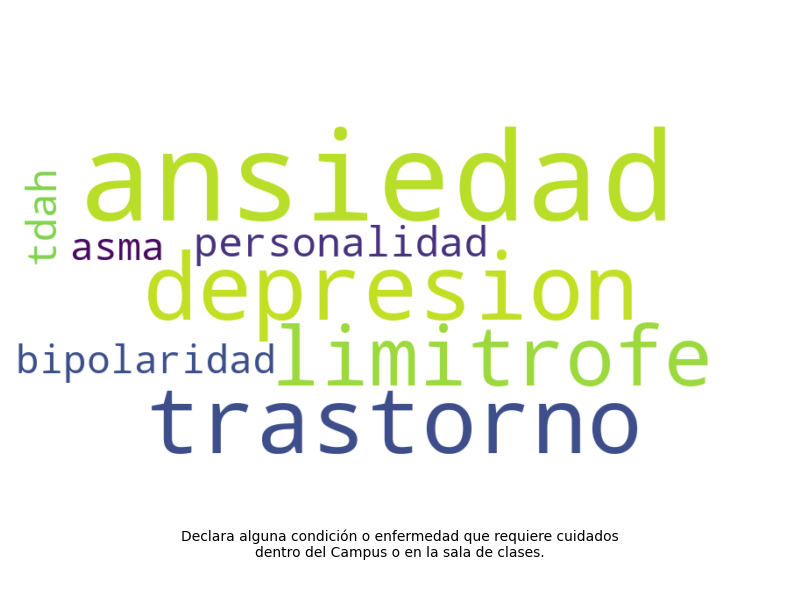 ansiedad
tdah
asma personalidad
depresion
bipolaridad limitrofe
trastorno
Declara alguna condición o enfermedad que requiere cuidados
dentro del Campus o en la sala de clases.